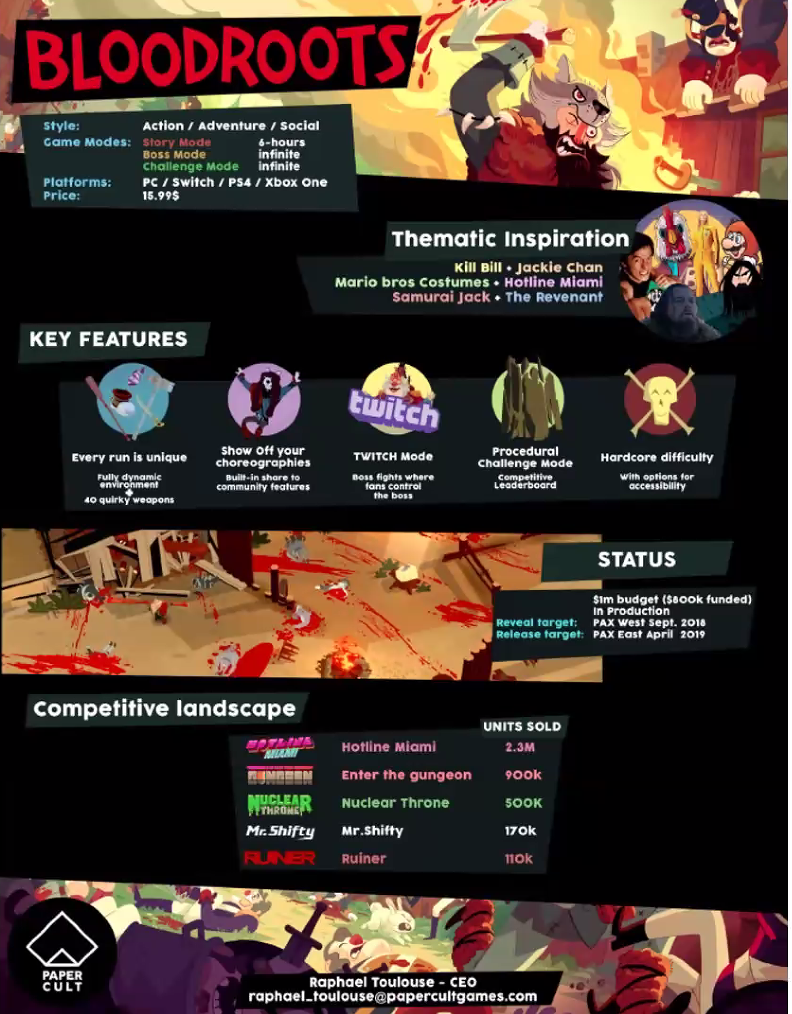 BLOODROOTS
Style: Action / Adventure / Social
Game Modes: Story Mode 6-hours
Boss Mode infinite
Challenge Mode infinite
Platforms: PC / Switch / PS4 / Xbox One
Price: 15.99$
Thematic Inspiration
Kill Bill • Jackie Chan
Mario bros Costumes • Hotline Miami
Samurai Jack • The Revenant
KEY FEATURES
twitch
Every run is unique
Fully dynamic
environment
+
40 quirky weapons
Show Off your
choreographies
Built-in share to
community features
TWITCH Mode
Boss fights where
fans control
the boss
Procedural
Challenge Mode
Competitive
Leaderboard
Hardcore difficulty
With options for
accessibility
STATUS
$1m budget ($800k funded)
In Production
Reveal target: PAX West Sept. 2018
Release target: PAX East April 2019
Competitive landscape
UNITS SOLD
HOTLINE MIAMI Hotline Miami 2.3M
GUNGEON Enter the gungeon 900k
NUCLEAR THRONE Nuclear Throne 500K
Mr.Shifty Mr.Shifty 170k
RUINER Ruiner 110k
PAPER
CULT
Raphael Toulouse - CEO
raphael_toulouse@papercultgames.com